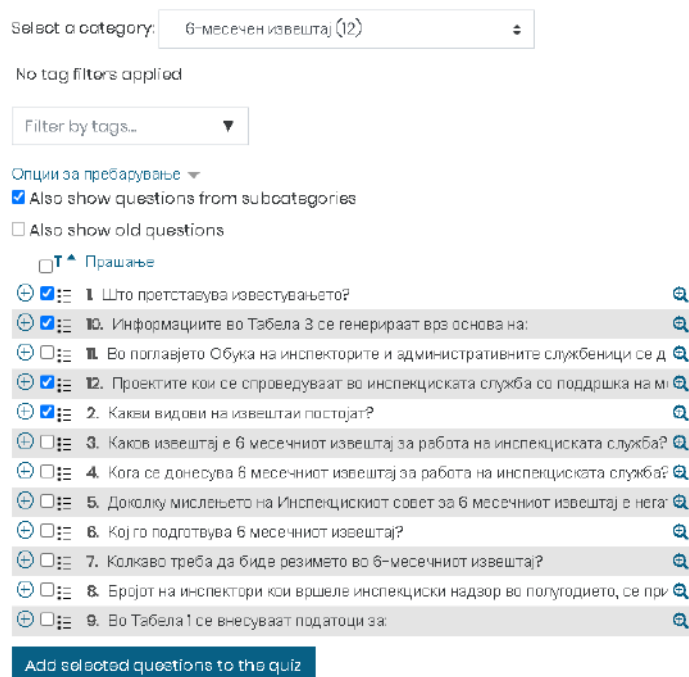 Select a category: 6-месечен извештај (12)
No tag filters applied
Filter by tags...
Опции за пребарување
Also show questions from subcategories
Also show old questions
T Прашање
1. Што претставува известувањето?
10. Информациите во Табела 3 се генерираат врз основа на:
11. Во поглавјето Обука на инспекторите и административните службеници се д
12. Проектите кои се спроведуваат во инспекциската служба со поддршка на м
2. Какви видови на извештаи постојат?
3. Каков извештај е 6 месечниот извештај за работа на инспекциската служба?
4. Кога се донесува 6 месечниот извештај за работа на инспекциската служба?
5. Доколку мислењето на Инспекцискиот совет за 6 месечниот извештај е негат
6. Кој го подготвува 6 месечниот извештај?
7. Колкаво треба да биде резимето во 6-месечниот извештај?
8. Бројот на инспектори кои вршеле инспекциски надзор во полугодието, се при
9. Во Табела 1 се внесуваат податоци за:
Add selected questions to the quiz